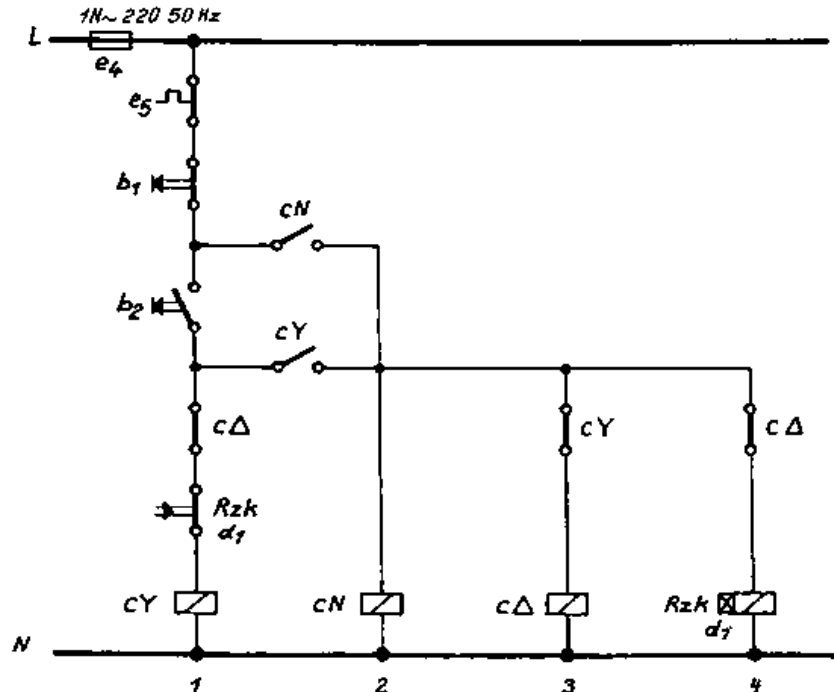 1N~ 220 50 Hz
L
e4
e5
b1
cN
b2
cY
cΔ
cY
cΔ
Rzk
d1
cY
cN
cΔ
Rzk
d1
N
1 2 3 4